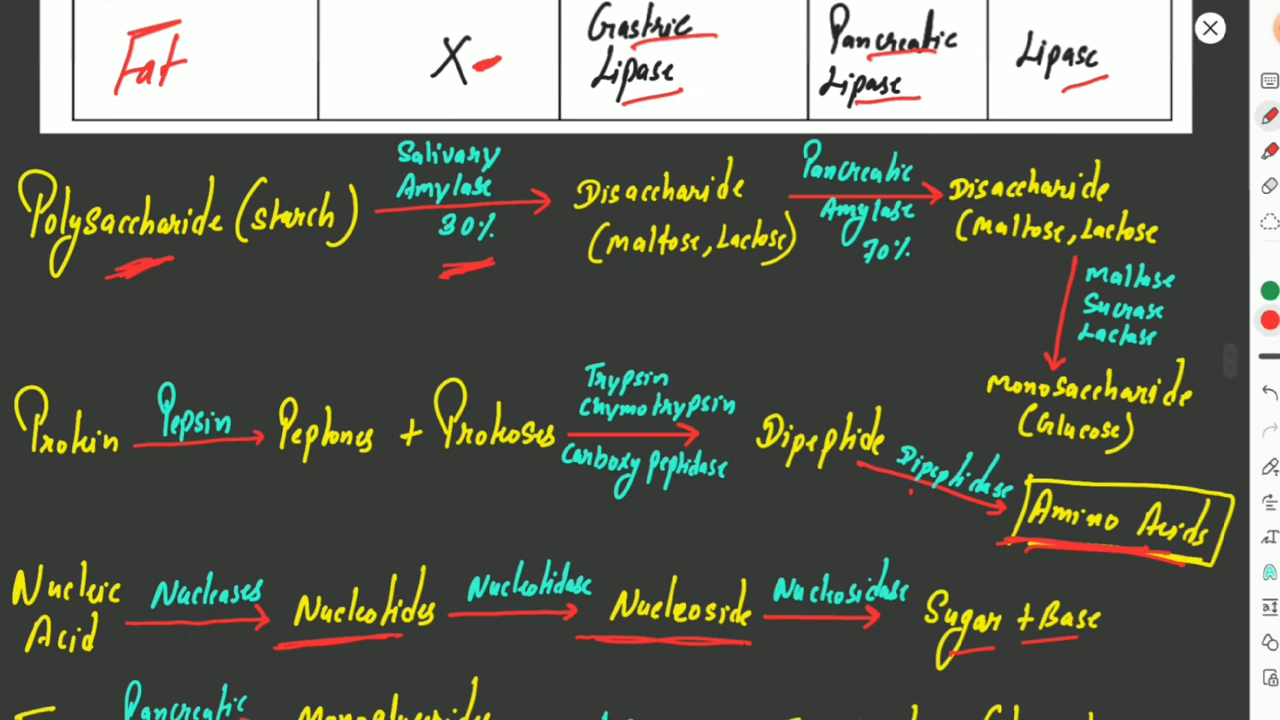 Fat X Gastric Lipase Pancreatic Lipase Lipase
Polysaccharide (starch) Salivary Amylase 30% Disaccharide (Maltose, Lactose) Pancreatic Amylase 70% Disaccharide (Maltose, Lactose
Maltase
Sucrase
Lactase
Monosaccharide
(Glucose)
Protein Pepsin Peptones + Proteoses Trypsin Chymotrypsin Carboxy peptidase Dipeptide Dipeptidase Amino Acids
Nucleic Acid Nucleases Nucleotides Nucleotidase Nucleoside Nucleosidase Sugar + Base
Pancreatic Monoglycerides